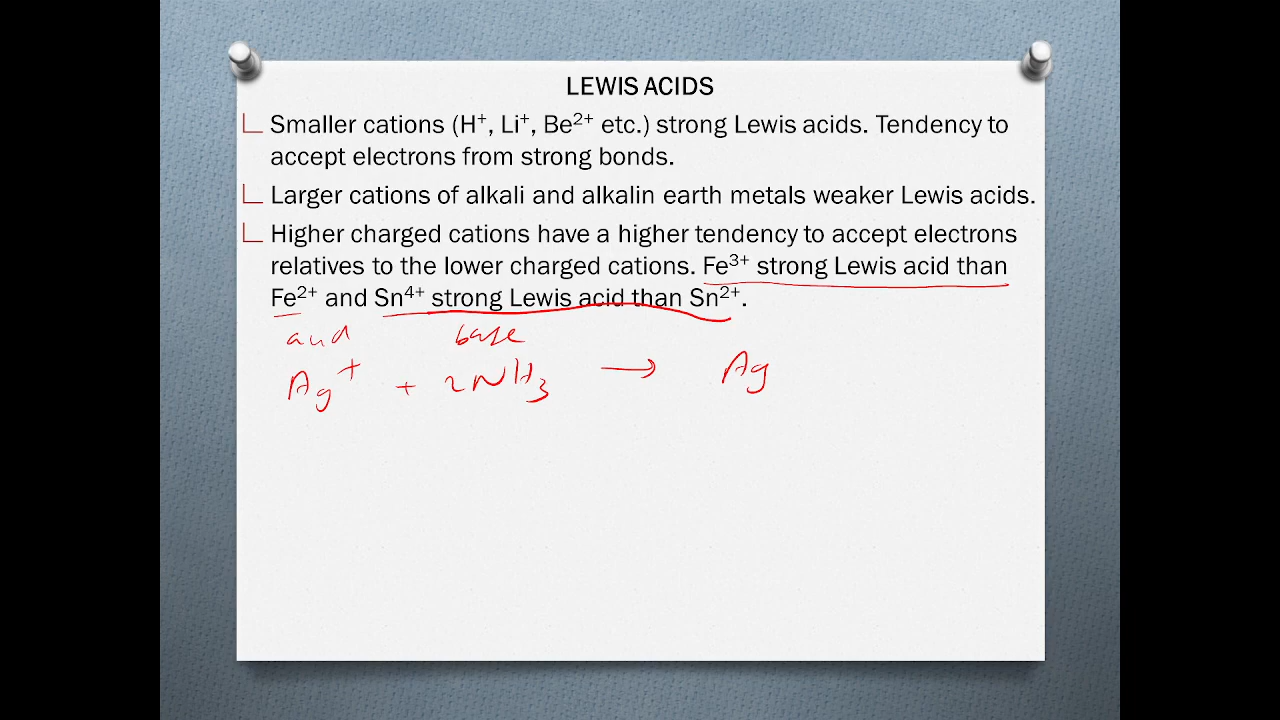 LEWIS ACIDS
Smaller cations (H⁺, Li⁺, Be²⁺ etc.) strong Lewis acids. Tendency to
accept electrons from strong bonds.
Larger cations of alkali and alkalin earth metals weaker Lewis acids.
Higher charged cations have a higher tendency to accept electrons
relatives to the lower charged cations. Fe³⁺ strong Lewis acid than
Fe²⁺ and Sn⁴⁺ strong Lewis acid than Sn²⁺.
acid base
Ag⁺ + 2NH₃ → Ag